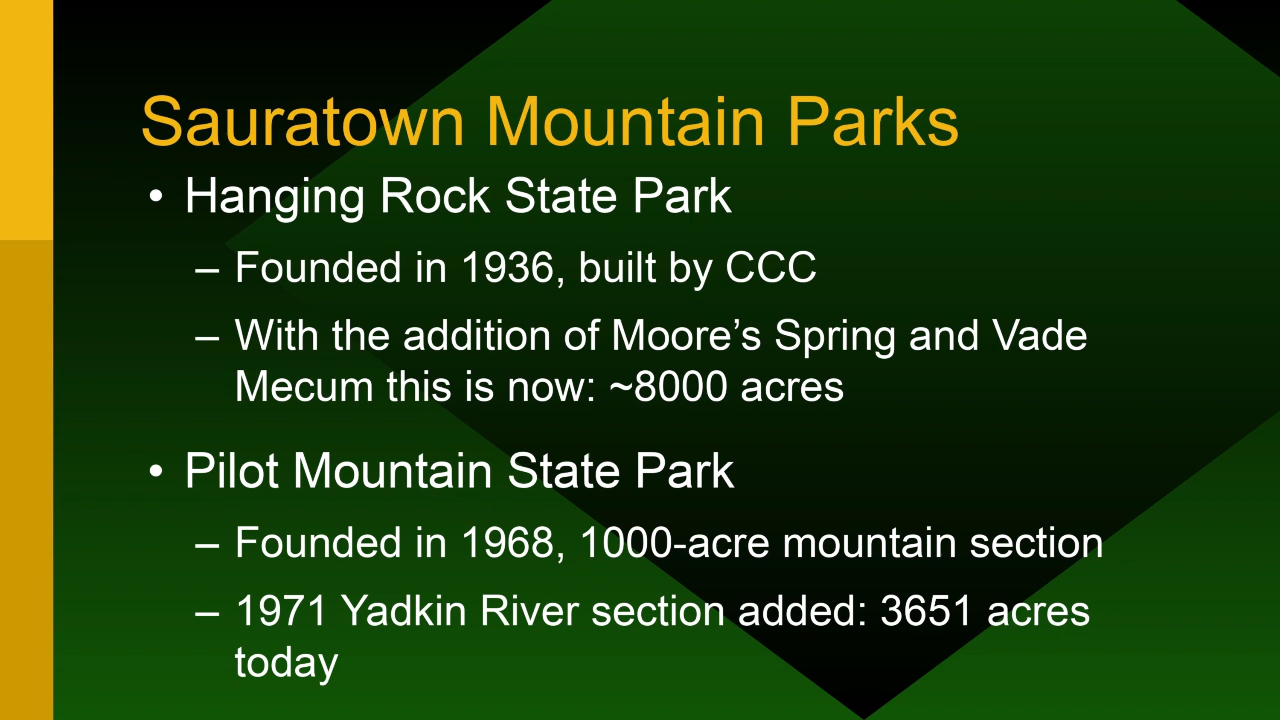 Sauratown Mountain Parks
• Hanging Rock State Park
– Founded in 1936, built by CCC
– With the addition of Moore’s Spring and Vade
Mecum this is now: ~8000 acres
• Pilot Mountain State Park
– Founded in 1968, 1000-acre mountain section
– 1971 Yadkin River section added: 3651 acres
today